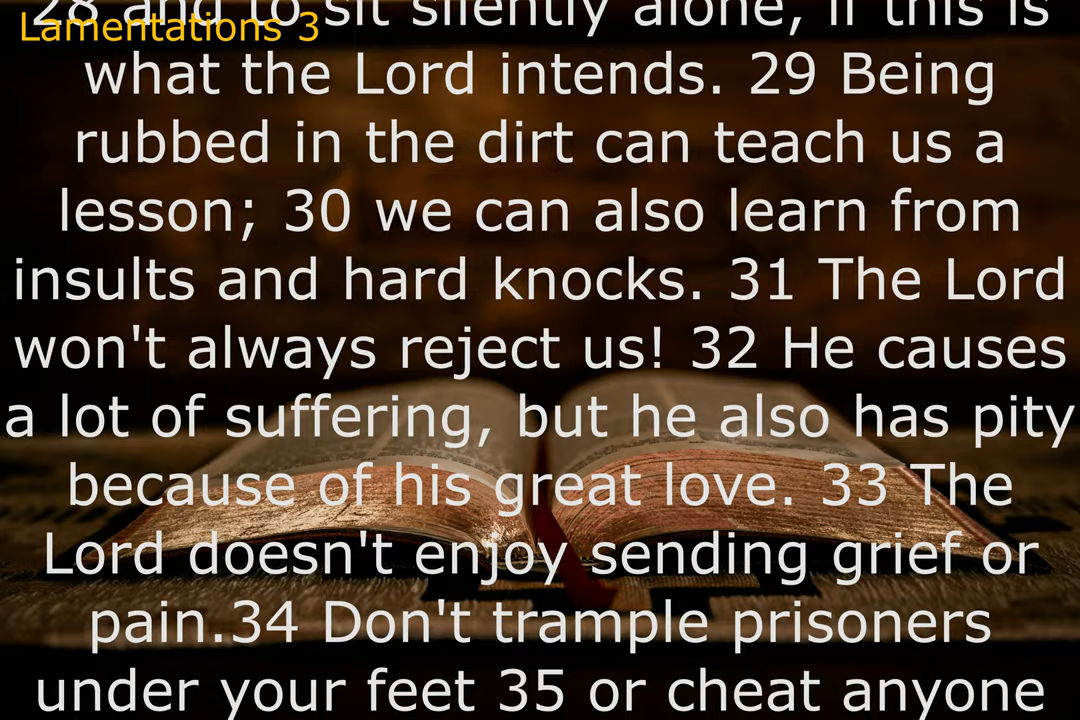 Lamentations 3
28 and to sit silently alone, if this is
what the Lord intends. 29 Being
rubbed in the dirt can teach us a
lesson; 30 we can also learn from
insults and hard knocks. 31 The Lord
won't always reject us! 32 He causes
a lot of suffering, but he also has pity
because of his great love. 33 The
Lord doesn't enjoy sending grief or
pain.34 Don't trample prisoners
under your feet 35 or cheat anyone